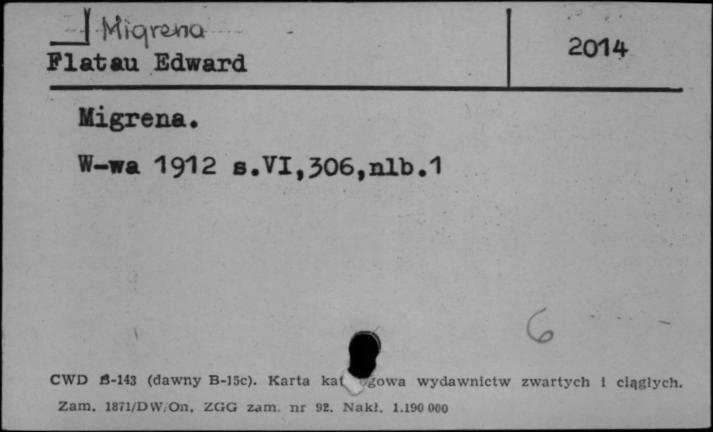 Migrena
Flatau Edward
2014
Migrena.
W-wa 1912 s.VI,306,nlb.1
6
CWD B-143 (dawny B-15c). Karta kat ogowa wydawnictw zwartych i ciągłych.
Zam. 1871/DW/On. ZGG zam. nr 92. Nakł. 1.190 000